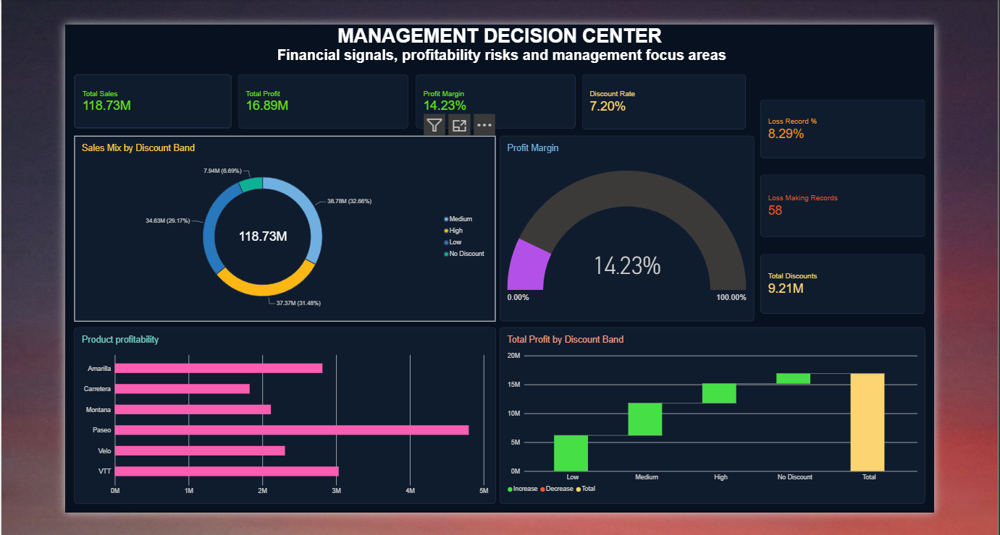 MANAGEMENT DECISION CENTER
Financial signals, profitability risks and management focus areas
Total Sales
118.73M
Total Profit
16.89M
Profit Margin
14.23%
Discount Rate
7.20%
Loss Record %
8.29%
Loss Making Records
58
Total Discounts
9.21M
Sales Mix by Discount Band
7.94M (6.69%)
38.78M (32.66%)
34.63M (29.17%)
118.73M
37.37M (31.48%)
Medium
High
Low
No Discount
Profit Margin
14.23%
0.00%
100.00%
Product profitability
Amarilla
Carretera
Montana
Paseo
Velo
VTT
0M 1M 2M 3M 4M 5M
Total Profit by Discount Band
20M
15M
10M
5M
0M
Low Medium High No Discount Total
Increase Decrease Total